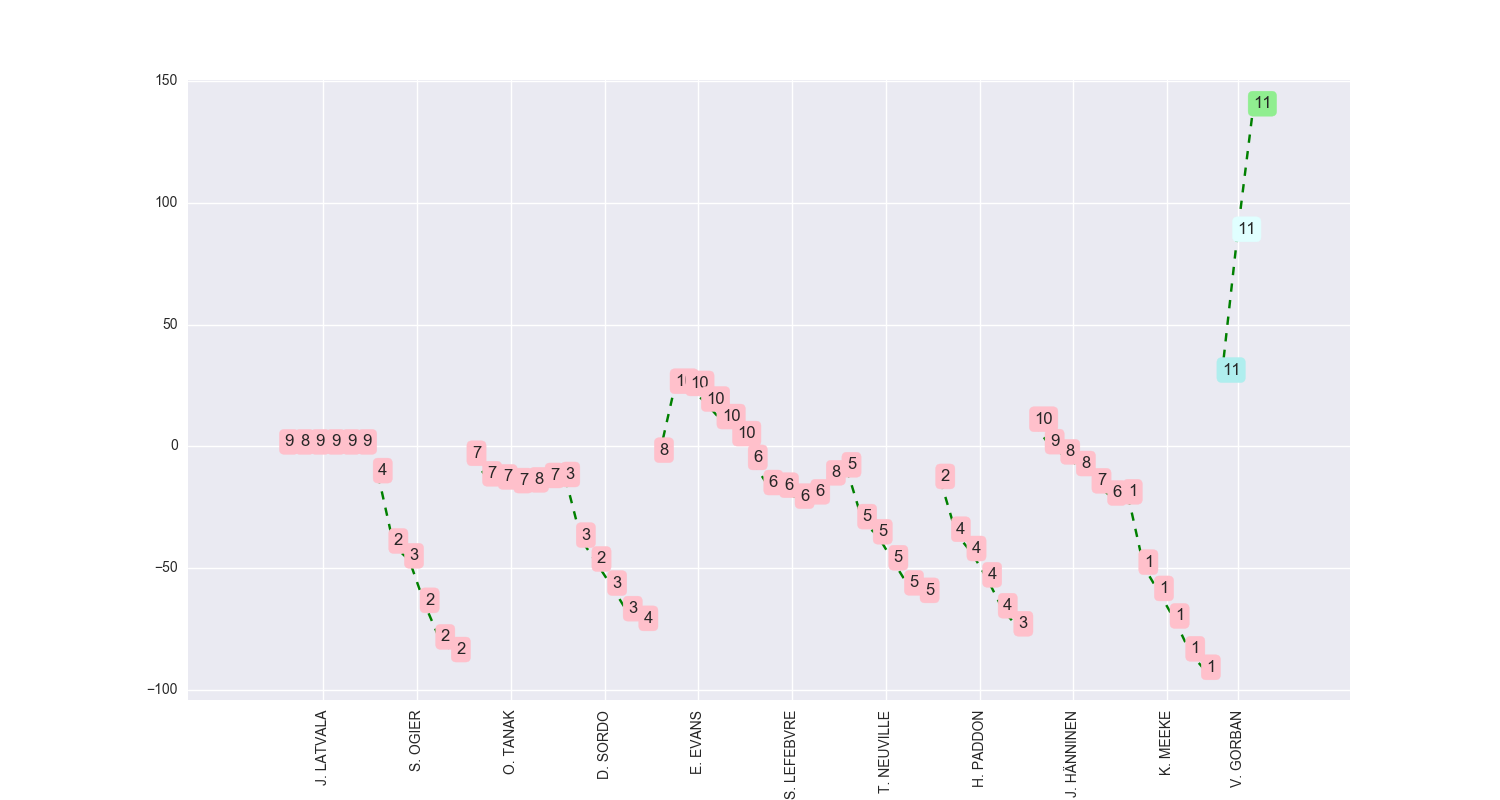 150
100
50
0
−50
−100
9 8 9 9 9 9
4 2 3 2 2 2
7 7 7 7 8 7
3 3 2 3 3 4
8 10 10 10 10 10
6 6 6 6 6 8
5 5 5 5 5 5
2 4 4 4 4 3
10 9 8 8 7 6
1 1 1 1 1 1
11 11 11
J. LATVALA
S. OGIER
O. TANAK
D. SORDO
E. EVANS
S. LEFEBVRE
T. NEUVILLE
H. PADDON
J. HÄNNINEN
K. MEEKE
V. GORBAN